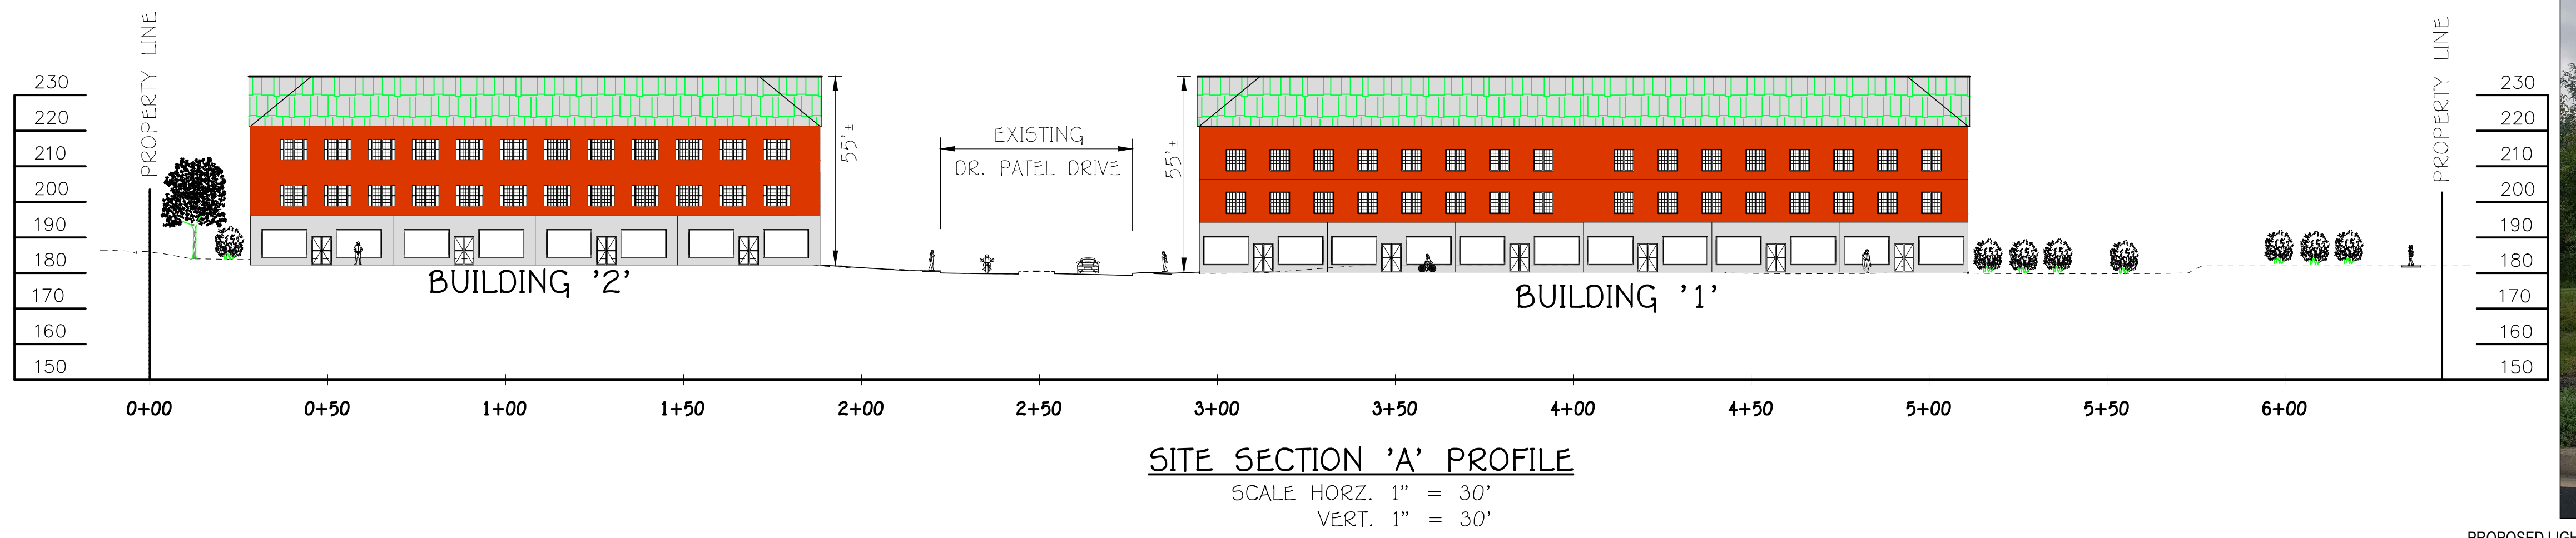 PROPERTY LINE
PROPERTY LINE
230
220
210
200
190
180
170
160
150
230
220
210
200
190
180
170
160
150
55'±
EXISTING
DR. PATEL DRIVE
55'±
BUILDING '2'
BUILDING '1'
0+00 0+50 1+00 1+50 2+00 2+50 3+00 3+50 4+00 4+50 5+00 5+50 6+00
SITE SECTION 'A' PROFILE
SCALE HORZ. 1" = 30'
VERT. 1" = 30'